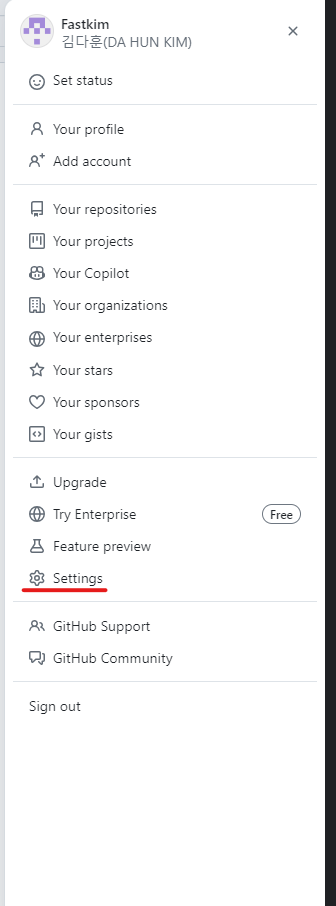 Fastkim
김다훈(DA HUN KIM)
Set status
Your profile
Add account
Your repositories
Your projects
Your Copilot
Your organizations
Your enterprises
Your stars
Your sponsors
Your gists
Upgrade
Try Enterprise Free
Feature preview
Settings
GitHub Support
GitHub Community
Sign out